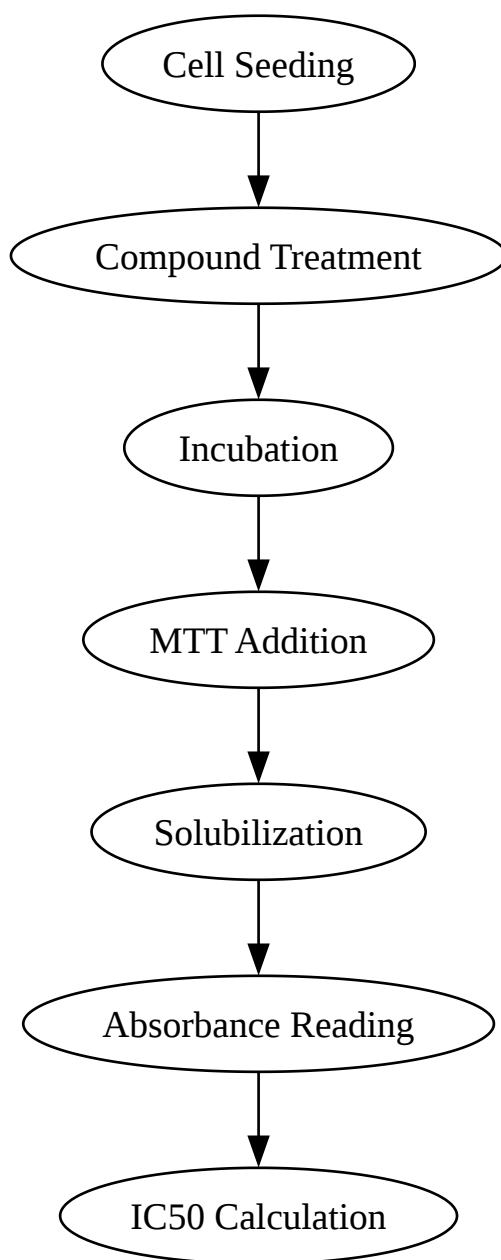 Cell Seeding
Compound Treatment
Incubation
MTT Addition
Solubilization
Absorbance Reading
IC50 Calculation